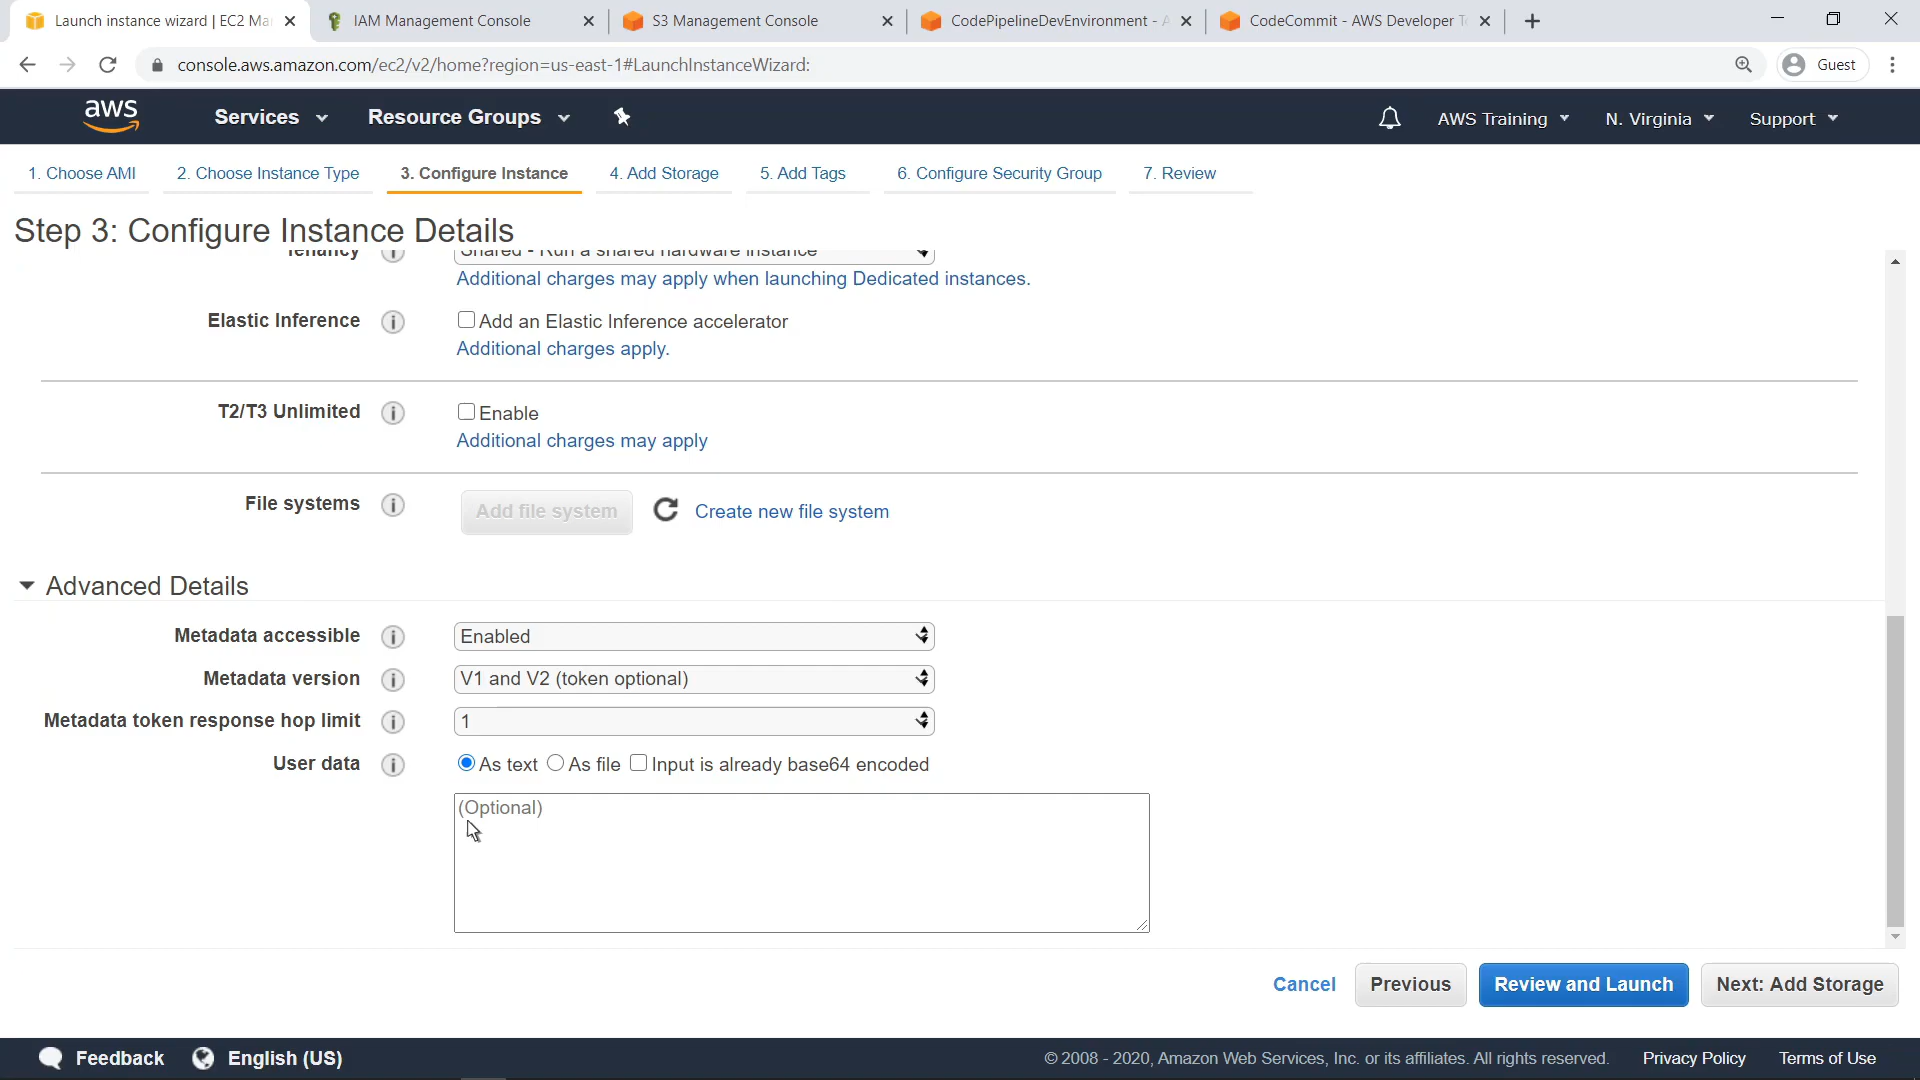 Launch instance wizard | EC2 Ma
IAM Management Console
S3 Management Console
CodePipelineDevEnvironment - A
CodeCommit - AWS Developer T
console.aws.amazon.com/ec2/v2/home?region=us-east-1#LaunchInstanceWizard:
Guest
aws
Services
Resource Groups
AWS Training
N. Virginia
Support
1. Choose AMI
2. Choose Instance Type
3. Configure Instance
4. Add Storage
5. Add Tags
6. Configure Security Group
7. Review
Step 3: Configure Instance Details
Tenancy
Shared - Run a shared hardware instance
Additional charges may apply when launching Dedicated instances.
Elastic Inference
Add an Elastic Inference accelerator
Additional charges apply.
T2/T3 Unlimited
Enable
Additional charges may apply
File systems
Add file system
Create new file system
Advanced Details
Metadata accessible
Enabled
Metadata version
V1 and V2 (token optional)
Metadata token response hop limit
1
User data
As text As file Input is already base64 encoded
(Optional)
Cancel
Previous
Review and Launch
Next: Add Storage
Feedback
English (US)
© 2008 - 2020, Amazon Web Services, Inc. or its affiliates. All rights reserved.
Privacy Policy
Terms of Use